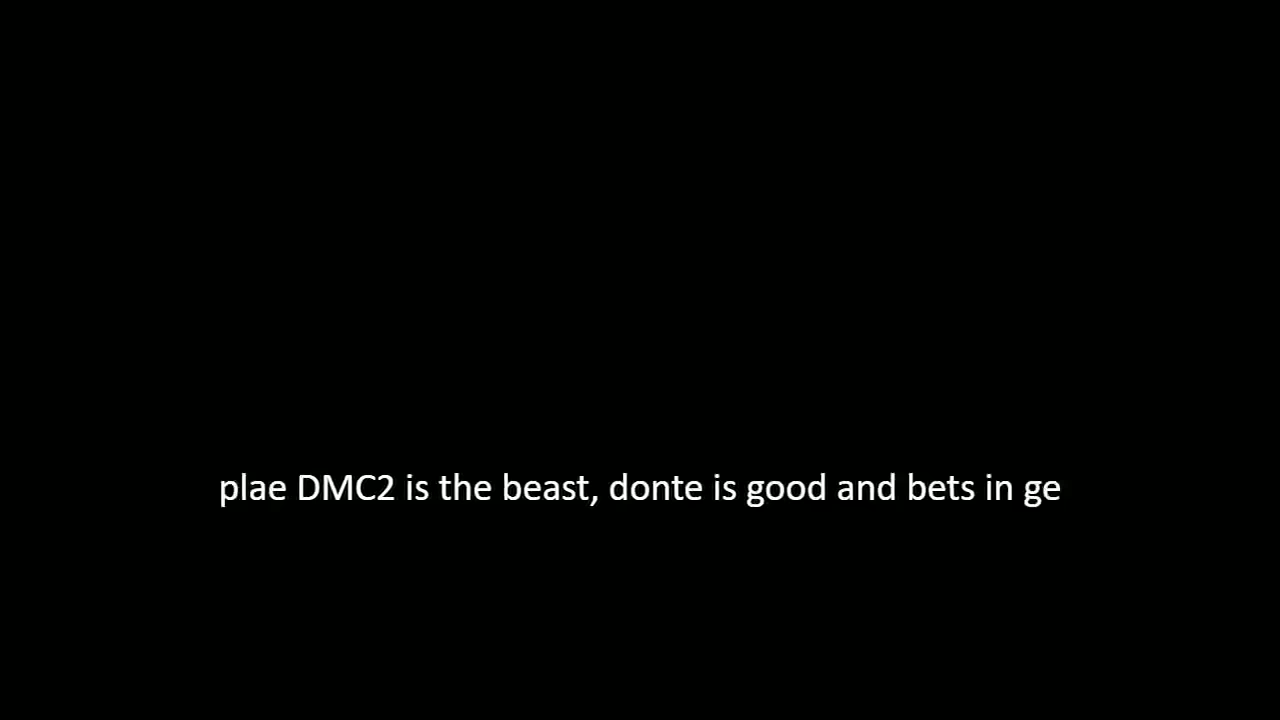 plae DMC2 is the beast, donte is good and bets in ge